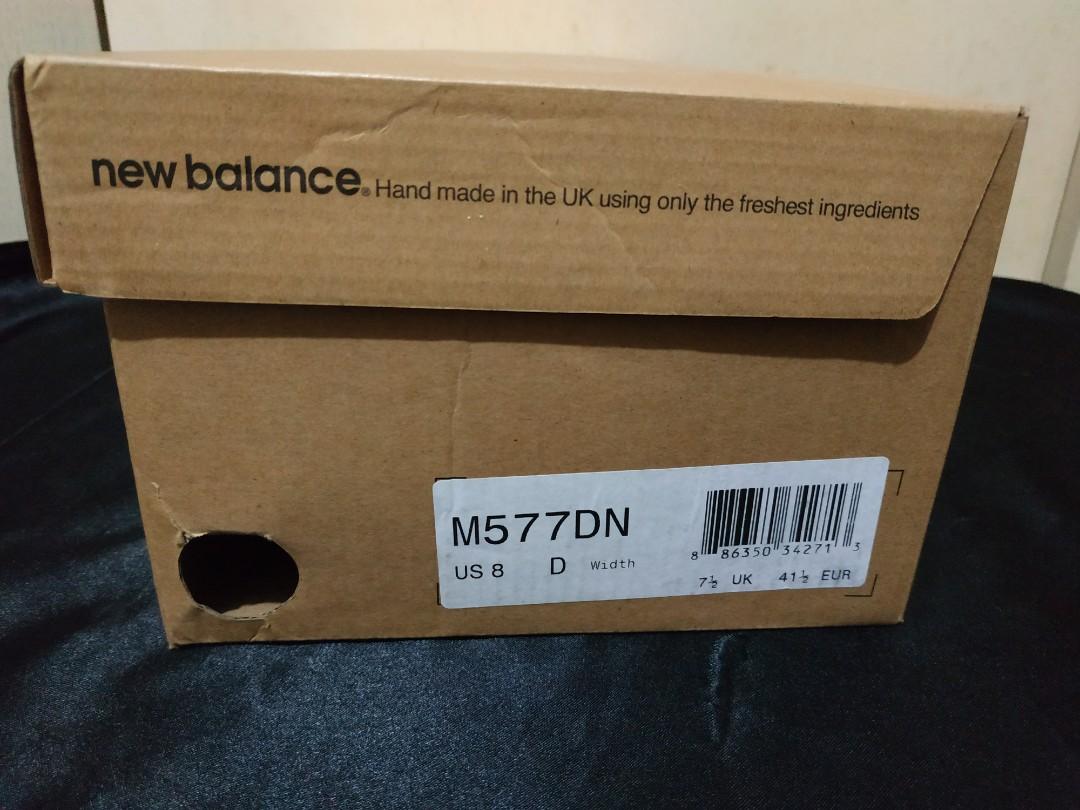 new balance® Hand made in the UK using only the freshest ingredients
M577DN
US 8 D Width
8 86350 34271 3
7½ UK 41½ EUR